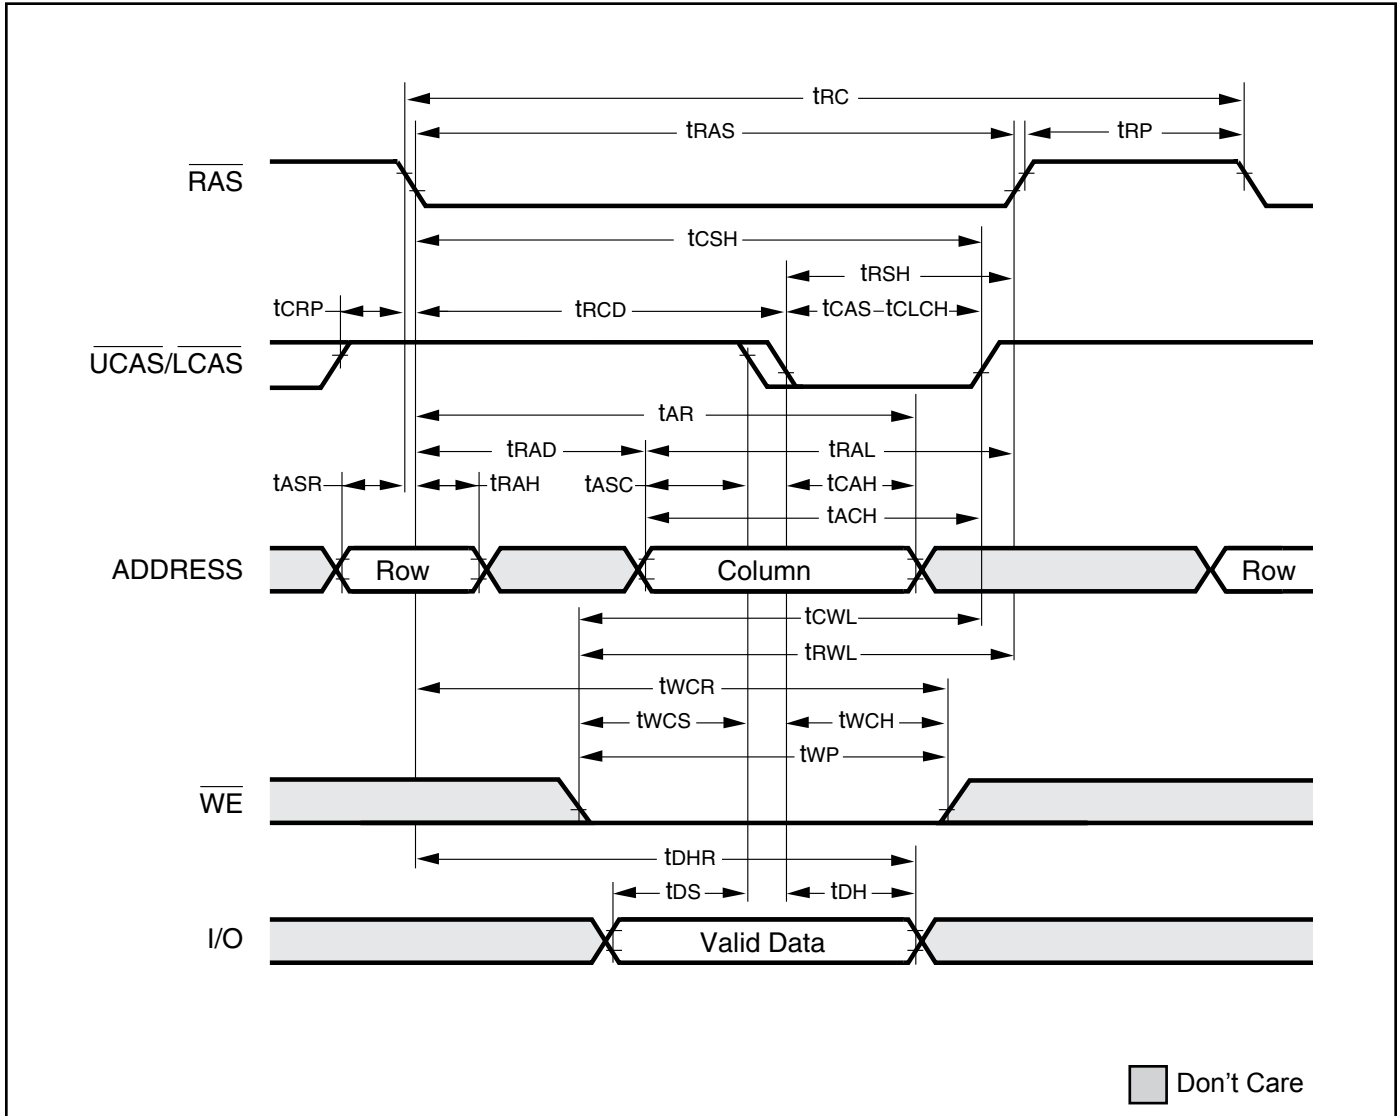 tRC
tRAS
tRP
RAS
tCSH
tRSH
tCRP
tRCD
tCAS
tCLCH
UCAS/LCAS
tAR
tRAD
tRAL
tASR
tRAH
tASC
tCAH
tACH
ADDRESS
Row
Column
Row
tCWL
tRWL
tWCR
tWCS
tWCH
tWP
WE
tDHR
tDS
tDH
I/O
Valid Data
Don't Care